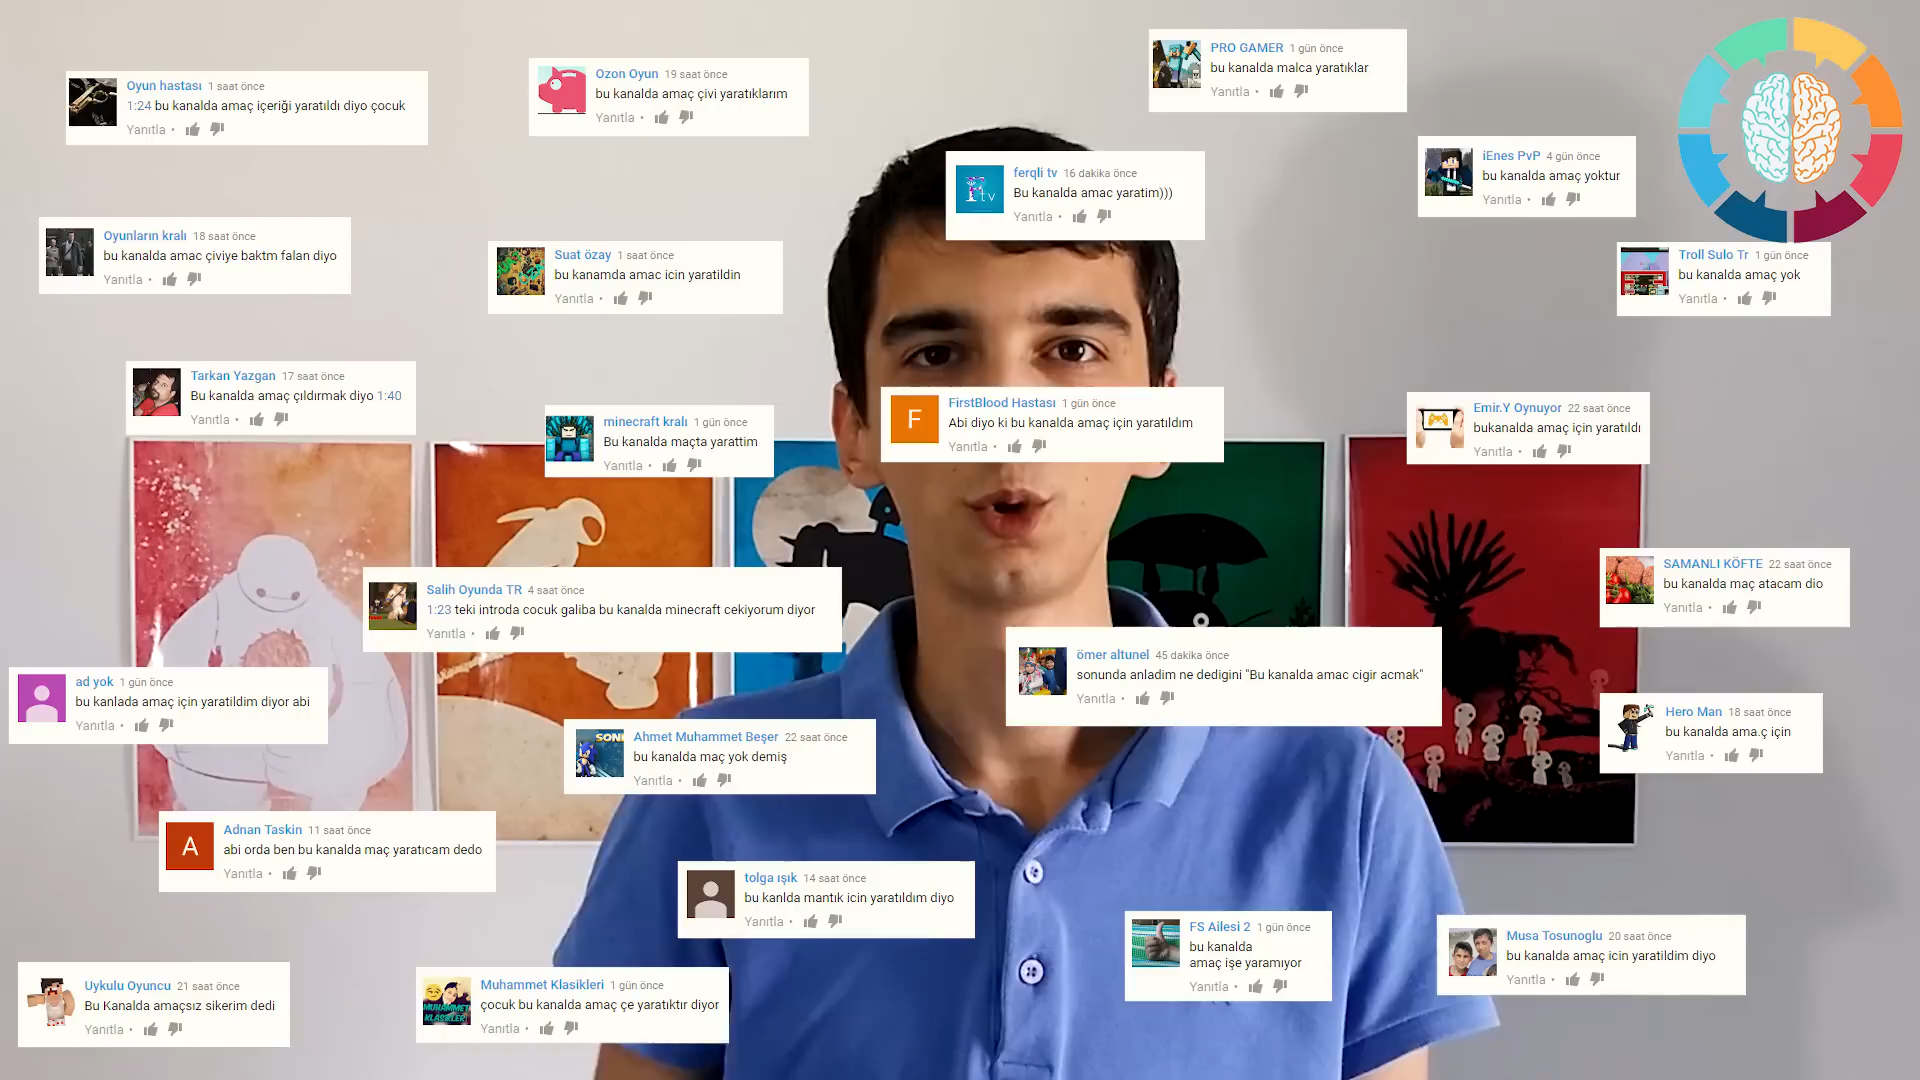 PRO GAMER 1 gün önce
bu kanalda malca yaratıklar
Yanıtla •
Ozon Oyun 19 saat önce
bu kanalda amaç çivi yaratıklarım
Yanıtla •
Oyun hastası 1 saat önce
1:24 bu kanalda amaç içeriği yaratıldı diyo çocuk
Yanıtla •
iEnes PvP 4 gün önce
bu kanalda amaç yoktur
Yanıtla •
ferqli tv 16 dakika önce
Bu kanalda amac yaratim)))
Yanıtla •
tv
Oyunların kralı 18 saat önce
bu kanalda amac çiviye baktm falan diyo
Yanıtla •
Suat özay 1 saat önce
bu kanamda amac icin yaratildin
Yanıtla •
Troll Sulo Tr 1 gün önce
bu kanalda amaç yok
Yanıtla •
Tarkan Yazgan 17 saat önce
Bu kanalda amaç çıldırmak diyo 1:40
Yanıtla •
minecraft kralı 1 gün önce
Bu kanalda maçta yarattim
Yanıtla •
F
FirstBlood Hastası 1 gün önce
Abi diyo ki bu kanalda amaç için yaratıldım
Yanıtla •
Emir.Y Oynuyor 22 saat önce
bukanalda amaç için yaratıldı
Yanıtla •
Salih Oyunda TR 4 saat önce
1:23 teki introda cocuk galiba bu kanalda minecraft cekiyorum diyor
Yanıtla •
SAMANLI KÖFTE 22 saat önce
bu kanalda maç atacam dio
Yanıtla •
ad yok 1 gün önce
bu kanlada amaç için yaratildim diyor abi
Yanıtla •
ömer altunel 45 dakika önce
sonunda anladim ne dedigini "Bu kanalda amac cigir acmak"
Yanıtla •
Hero Man 18 saat önce
bu kanalda ama.ç için
Yanıtla •
SONI
Ahmet Muhammet Beşer 22 saat önce
bu kanalda maç yok demiş
Yanıtla •
A
Adnan Taskin 11 saat önce
abi orda ben bu kanalda maç yaratıcam dedo
Yanıtla •
tolga ışık 14 saat önce
bu kanlda mantık icin yaratıldım diyo
Yanıtla •
FS Ailesi 2 1 gün önce
bu kanalda
amaç işe yaramıyor
Yanıtla •
Musa Tosunoglu 20 saat önce
bu kanalda amaç icin yaratildim diyo
Yanıtla •
Uykulu Oyuncu 21 saat önce
Bu Kanalda amaçsız sikerim dedi
Yanıtla •
MUHAMMET
KLASİKLERİ
Muhammet Klasikleri 1 gün önce
çocuk bu kanalda amaç çe yaratıktır diyor
Yanıtla •